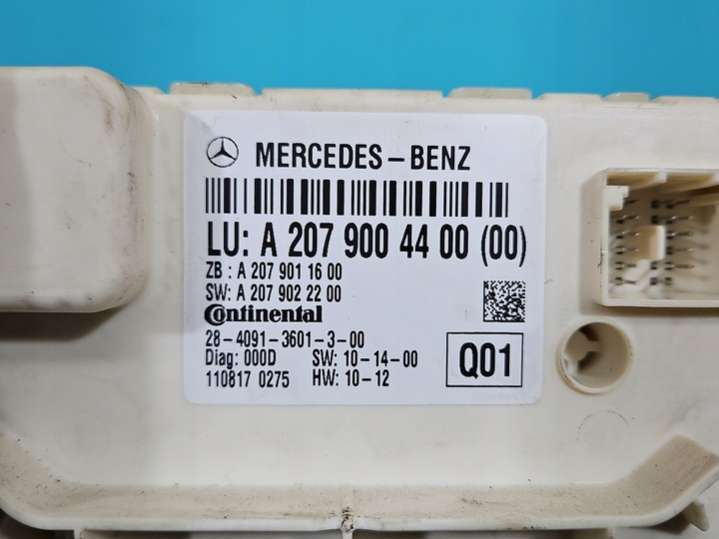 MERCEDES-BENZ
LU: A 207 900 44 00 (00)
ZB : A 207 901 16 00
SW: A 207 902 22 00
Continental
28-4091-3601-3-00
Diag: 000D SW: 10-14-00
110817 0275 HW: 10-12
Q01